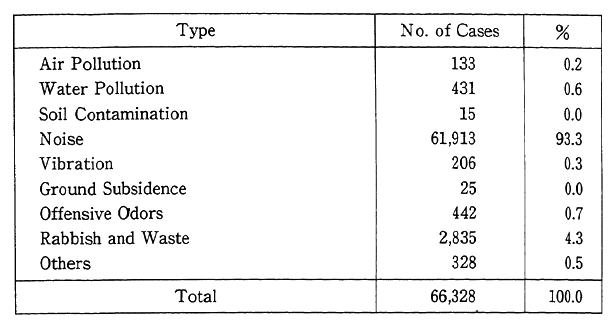 Type No. of Cases %
Air Pollution 133 0.2
Water Pollution 431 0.6
Soil Contamination 15 0.0
Noise 61,913 93.3
Vibration 206 0.3
Ground Subsidence 25 0.0
Offensive Odors 442 0.7
Rabbish and Waste 2,835 4.3
Others 328 0.5
Total 66,328 100.0